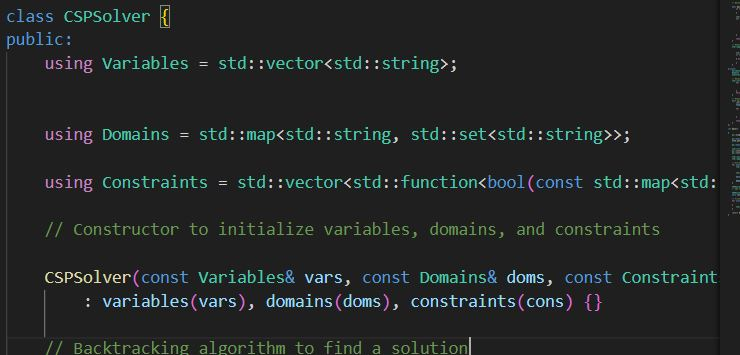 class CSPSolver {
public:
    using Variables = std::vector<std::string>;
    using Domains = std::map<std::string, std::set<std::string>>;
    using Constraints = std::vector<std::function<bool(const std::map<std:
    // Constructor to initialize variables, domains, and constraints
    CSPSolver(const Variables& vars, const Domains& doms, const Constraint
        : variables(vars), domains(doms), constraints(cons) {}
    // Backtracking algorithm to find a solution